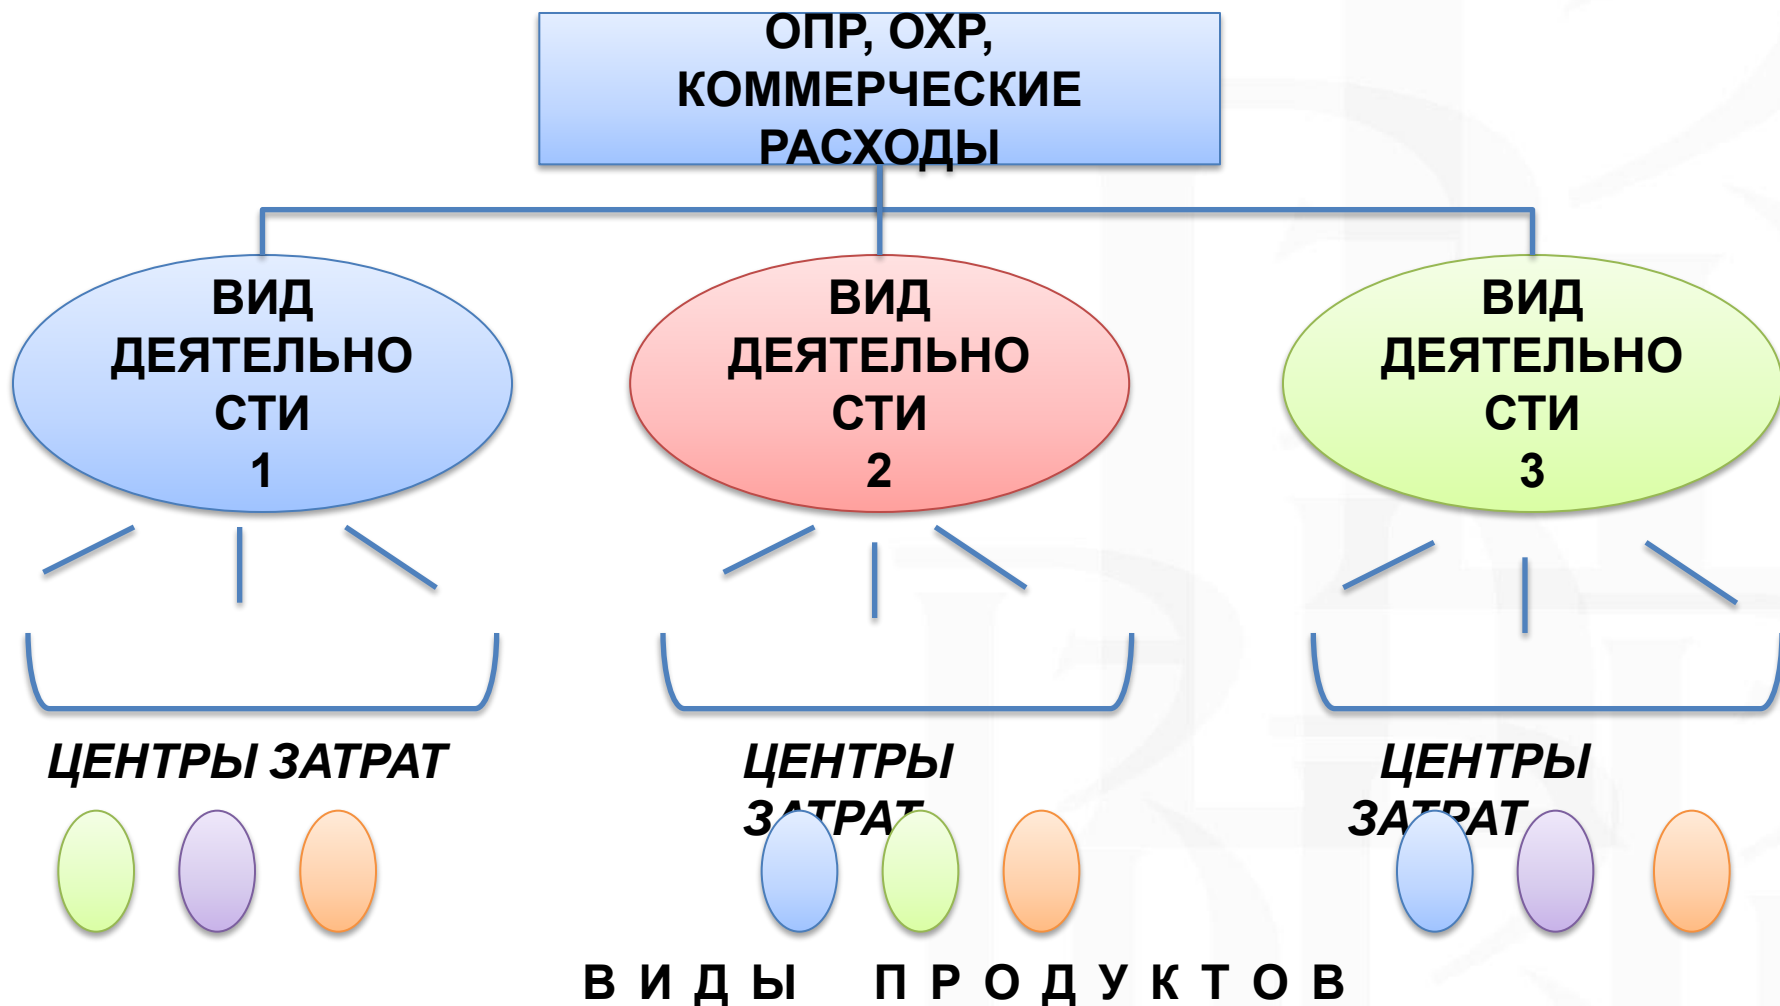 ОПР, ОХР,
КОММЕРЧЕСКИЕ
РАСХОДЫ
ВИД
ДЕЯТЕЛЬНО
СТИ
1
ВИД
ДЕЯТЕЛЬНО
СТИ
2
ВИД
ДЕЯТЕЛЬНО
СТИ
3
ЦЕНТРЫ ЗАТРАТ
ЦЕНТРЫ
ЗАТРАТ
ЦЕНТРЫ
ЗАТРАТ
В И Д Ы П Р О Д У К Т О В